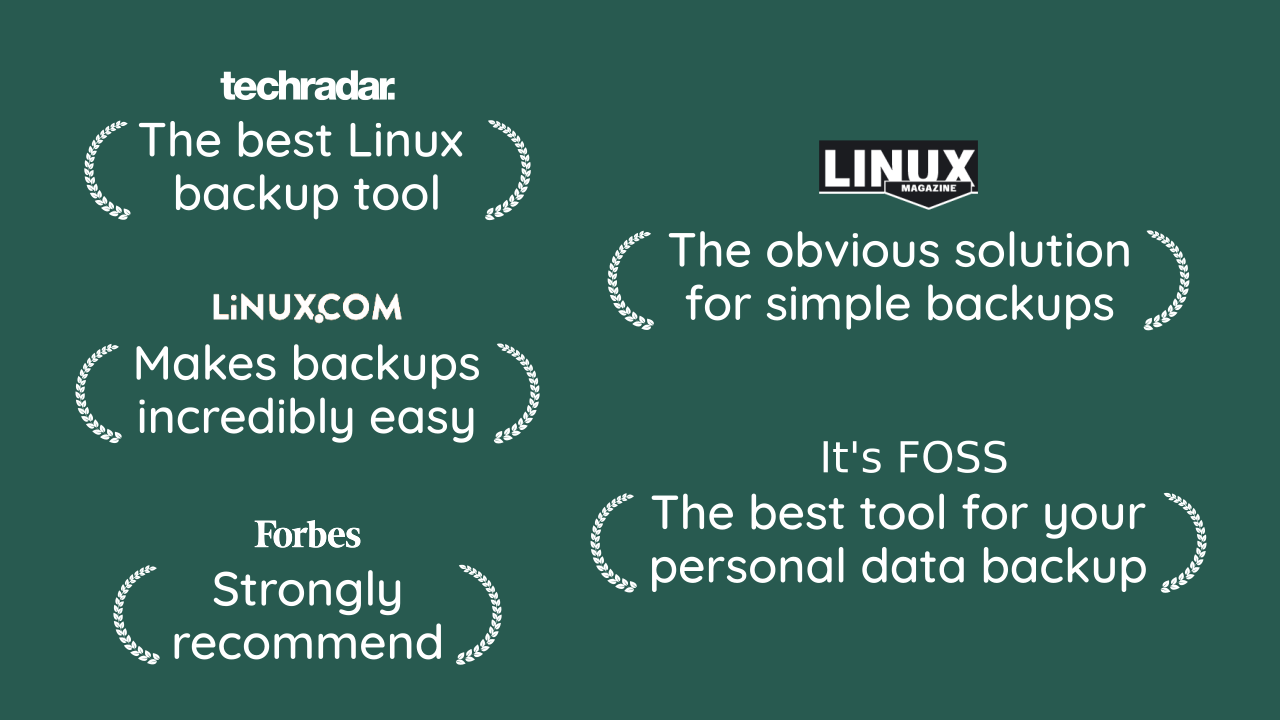 techradar.
The best Linux
backup tool
LiNUX.COM
Makes backups
incredibly easy
Forbes
Strongly
recommend
LINUX
MAGAZINE
The obvious solution
for simple backups
It's FOSS
The best tool for your
personal data backup